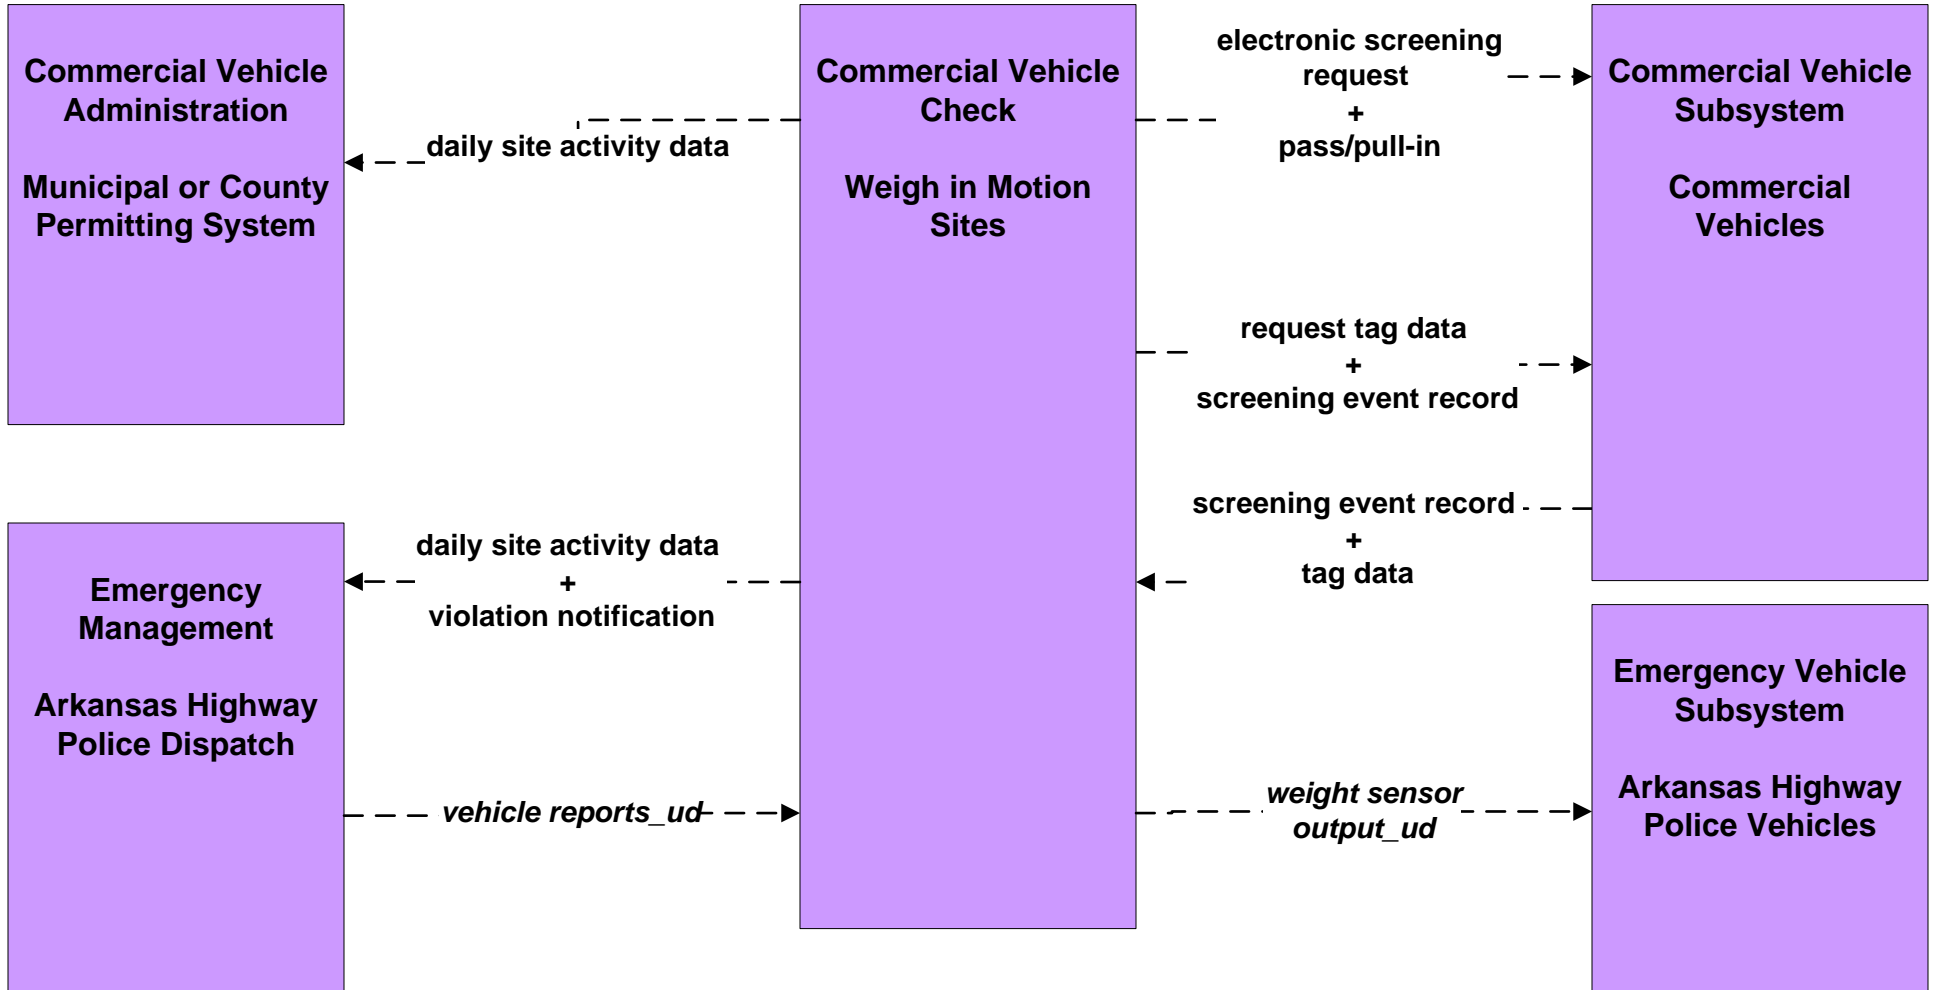 Commercial Vehicle
Administration
Municipal or County
Permitting System
daily site activity data
Commercial Vehicle
Check
Weigh in Motion
Sites
electronic screening
request
+
pass/pull-in
Commercial Vehicle
Subsystem
Commercial
Vehicles
request tag data
+
screening event record
screening event record
+
tag data
Emergency
Management
Arkansas Highway
Police Dispatch
daily site activity data
+
violation notification
vehicle reports_ud
weight sensor
output_ud
Emergency Vehicle
Subsystem
Arkansas Highway
Police Vehicles